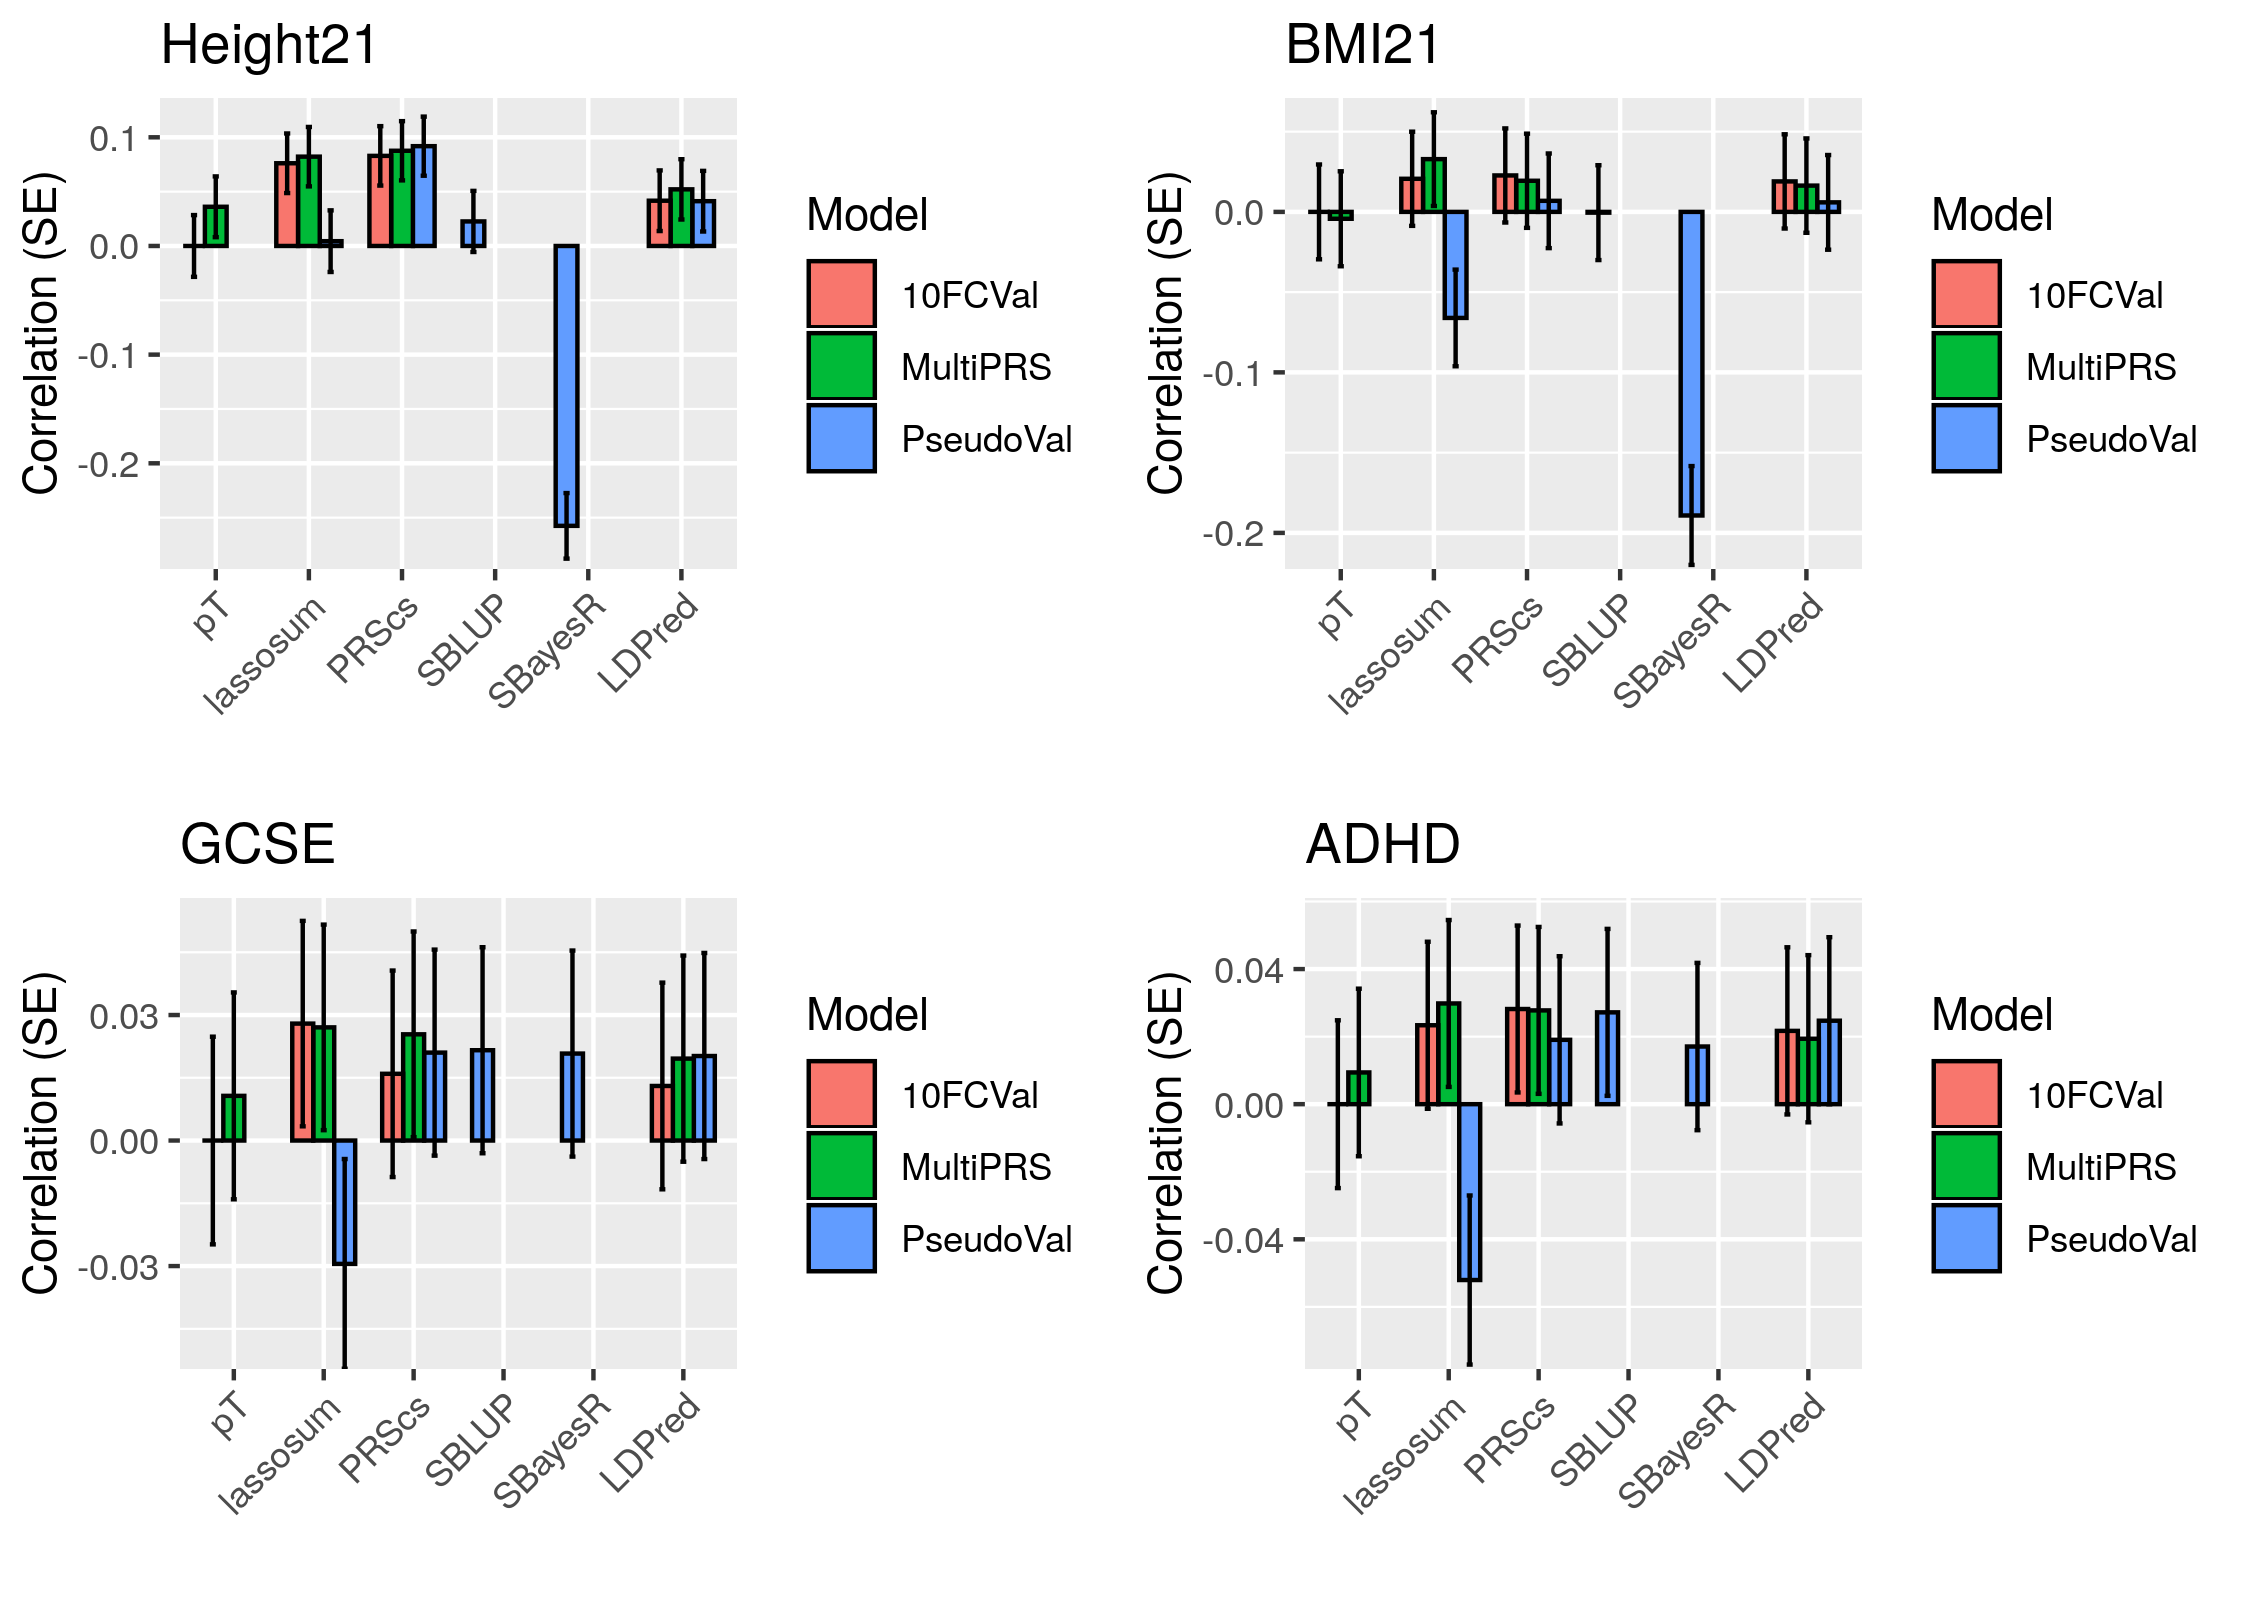 Height21
Correlation (SE)
0.1
0.0
-0.1
-0.2
pT
lassosum
PRScs
SBLUP
SBayesR
LDPred
Model
10FCVal
MultiPRS
PseudoVal
BMI21
Correlation (SE)
0.0
-0.1
-0.2
pT
lassosum
PRScs
SBLUP
SBayesR
LDPred
Model
10FCVal
MultiPRS
PseudoVal
GCSE
Correlation (SE)
0.03
0.00
-0.03
pT
lassosum
PRScs
SBLUP
SBayesR
LDPred
Model
10FCVal
MultiPRS
PseudoVal
ADHD
Correlation (SE)
0.04
0.00
-0.04
pT
lassosum
PRScs
SBLUP
SBayesR
LDPred
Model
10FCVal
MultiPRS
PseudoVal